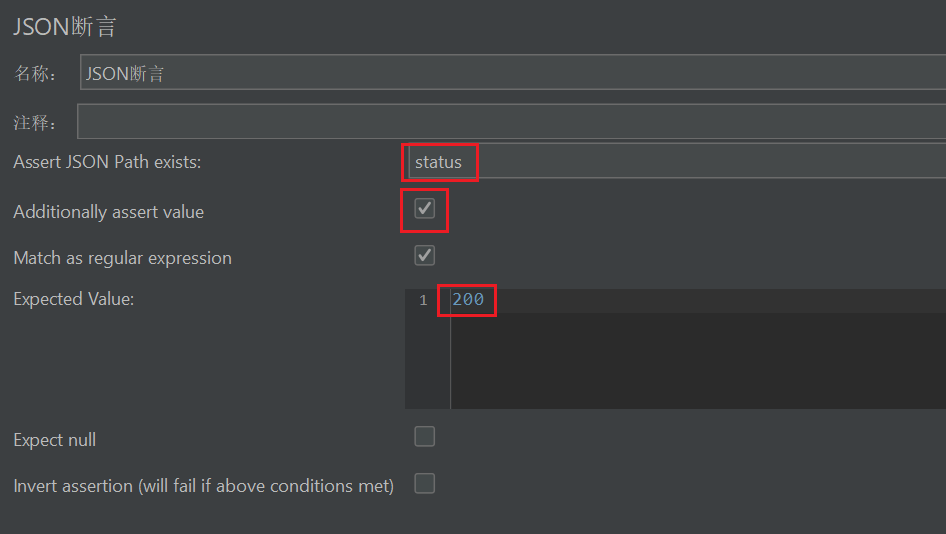 JSON断言
名称： JSON断言
注释：
Assert JSON Path exists: status
Additionally assert value
Match as regular expression
Expected Value: 1 200
Expect null
Invert assertion (will fail if above conditions met)